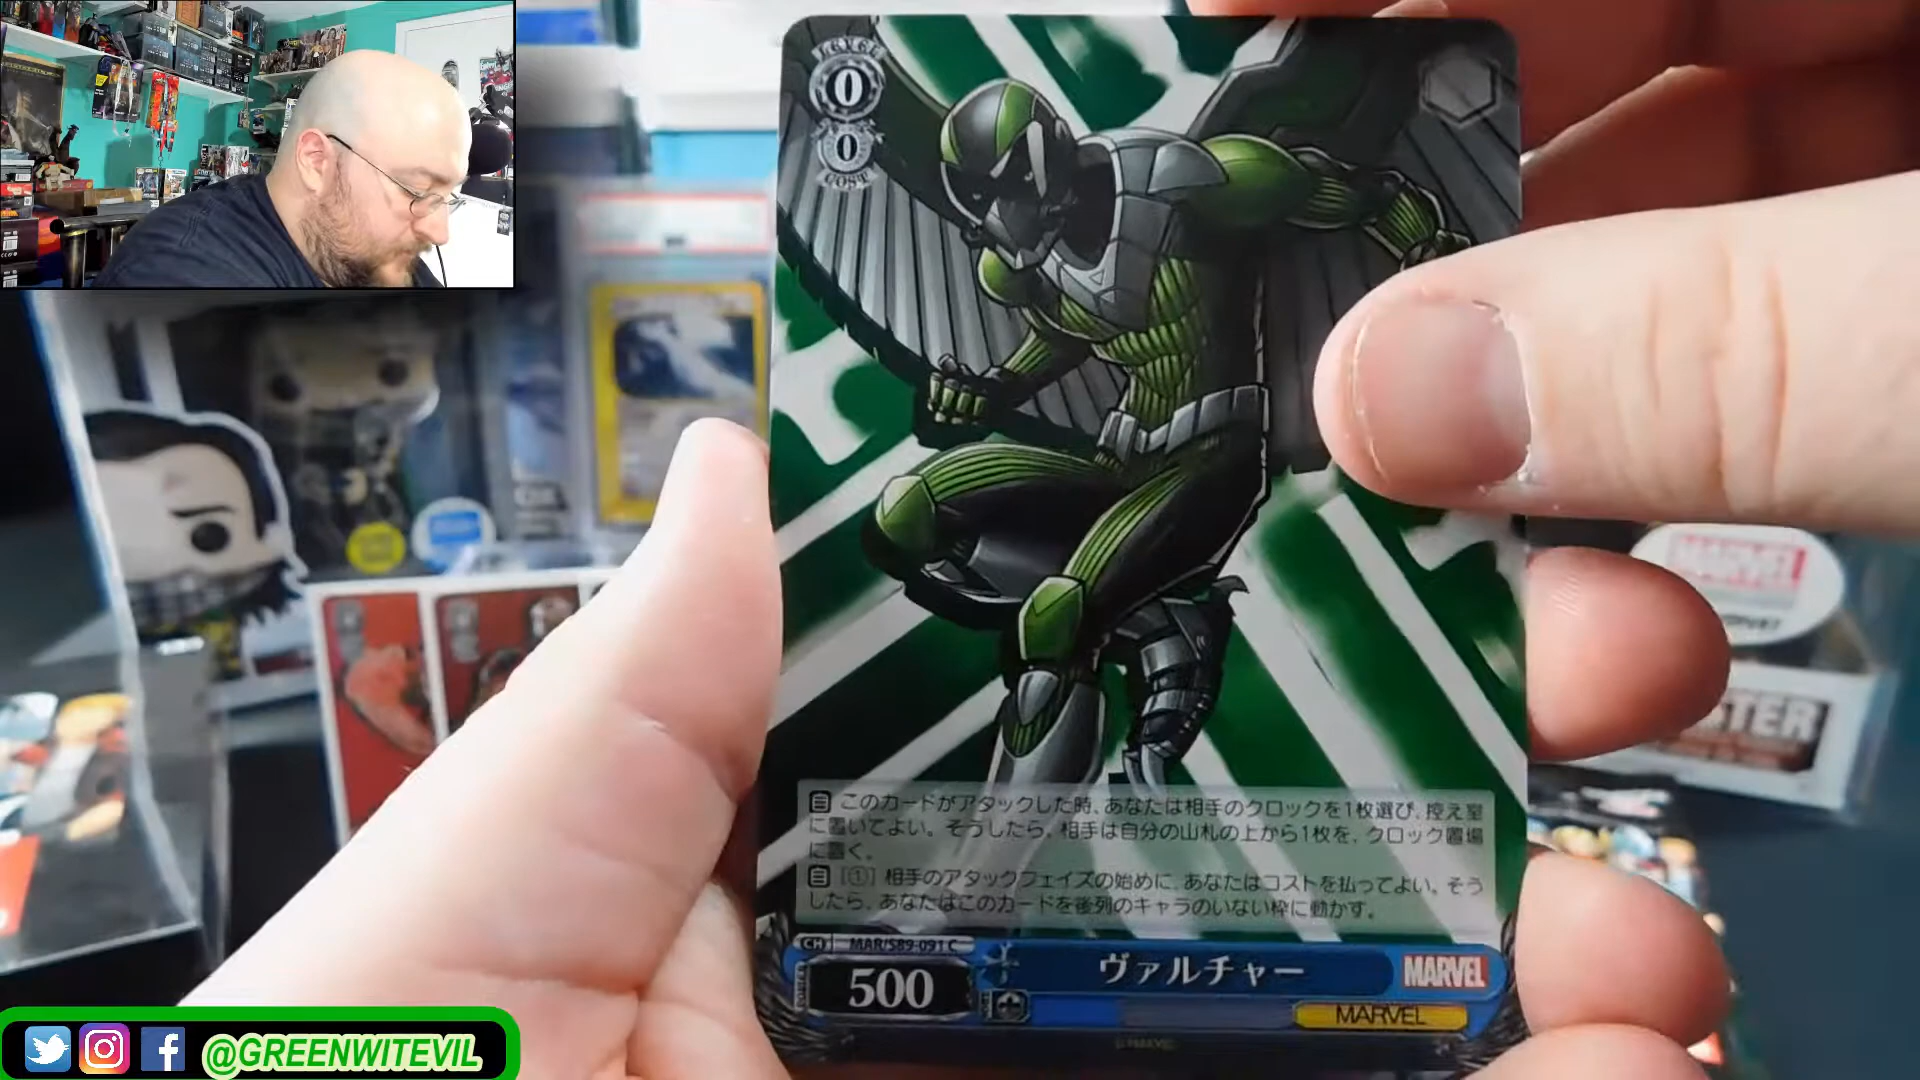 LEVEL
0
0
COST
このカードがアタックした時、あなたは相手のクロックを1枚選び、控え室
に置いてよい。そうしたら、相手は自分の山札の上から1枚を、クロック置場
に置く。
[①] 相手のアタックフェイズの始めに、あなたはコストを払ってよい。そう
したら、あなたはこのカードを後列のキャラのいない枠に動かす。
CH MAR/S89-091 C
500
ヴァルチャー
MARVEL
MARVEL
MARVEL
@GREENWITEVIL